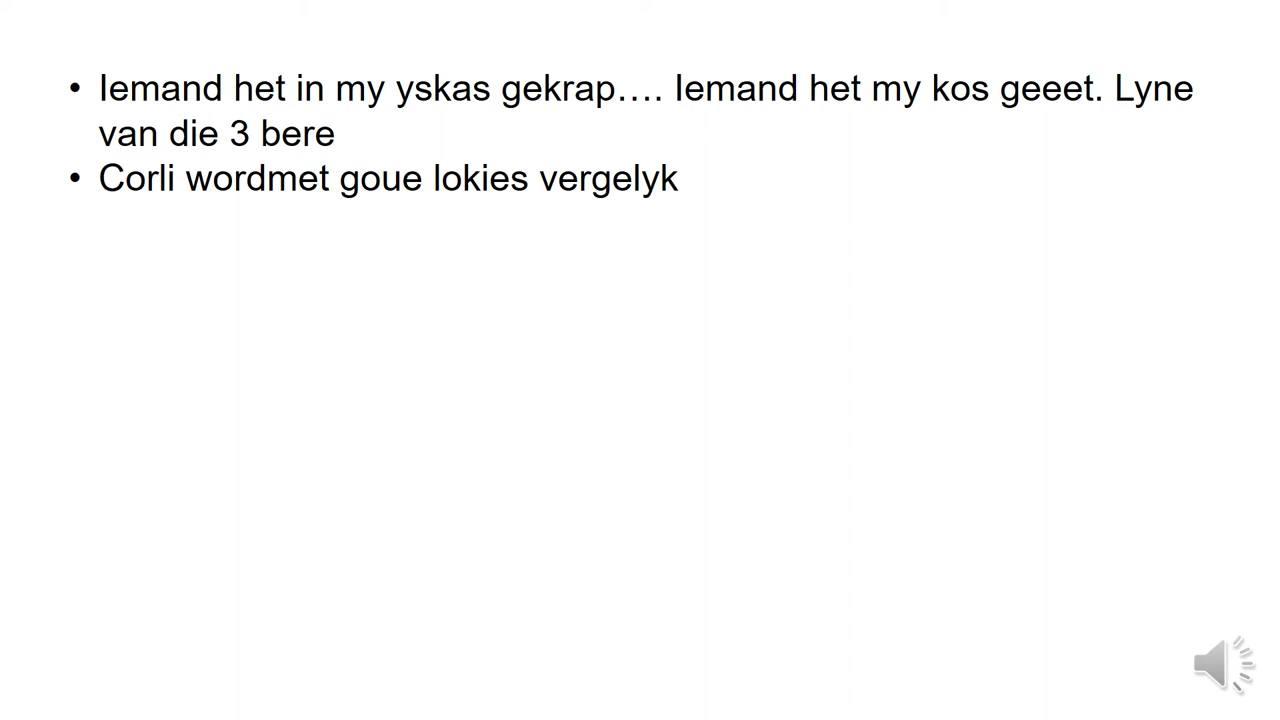 • Iemand het in my yskas gekrap…. Iemand het my kos geeet. Lyne
van die 3 bere
• Corli wordmet goue lokies vergelyk